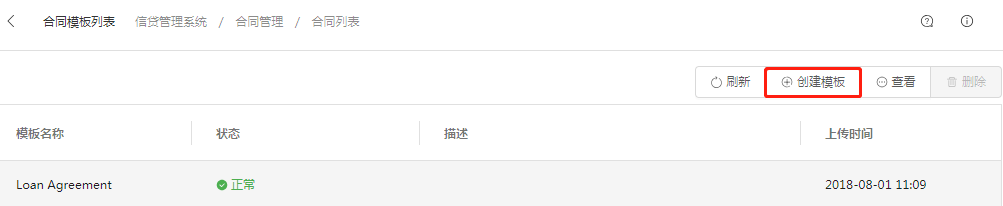 合同模板列表 信贷管理系统 / 合同管理 / 合同列表
刷新 创建模板 查看 删除
模板名称 状态 描述 上传时间
Loan Agreement 正常 2018-08-01 11:09